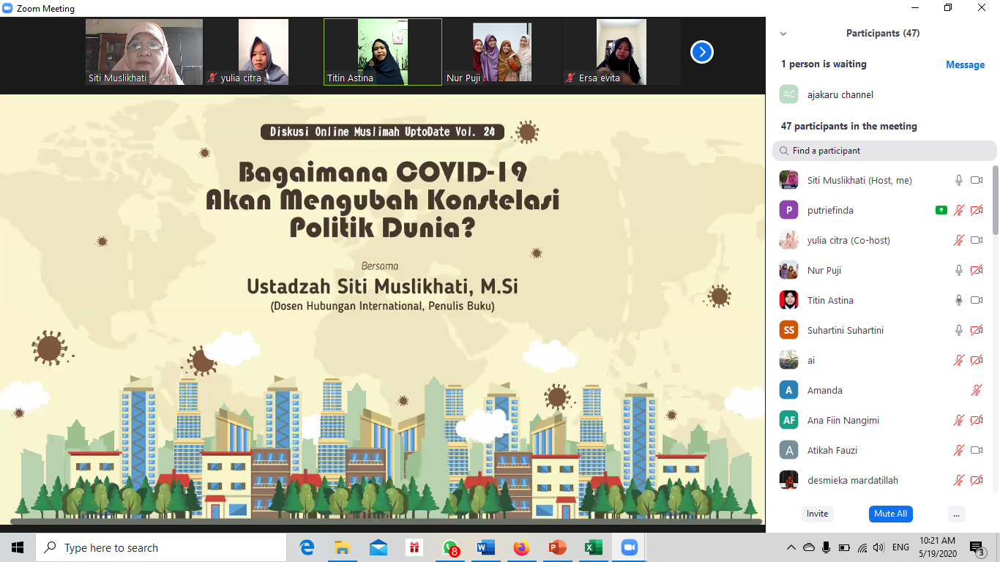 Zoom Meeting
Siti Muslikhati
yulia citra
Titin Astina
Nur Puji
Ersa evita
Diskusi Online Muslimah UptoDate Vol. 24
Bagaimana COVID-19
Akan Mengubah Konstelasi
Politik Dunia?
Bersama
Ustadzah Siti Muslikhati, M.Si
(Dosen Hubungan International, Penulis Buku)
Participants (47)
1 person is waiting
Message
AC ajakaru channel
47 participants in the meeting
Find a participant
Siti Muslikhati (Host, me)
P putriefinda
yulia citra (Co-host)
Nur Puji
Titin Astina
SS Suhartini Suhartini
ai
A Amanda
AF Ana Fiin Nangimi
A Atikah Fauzi
desmieka mardatillah
Invite
Mute All
...
Type here to search
8
ENG
10:21 AM
5/19/2020
3